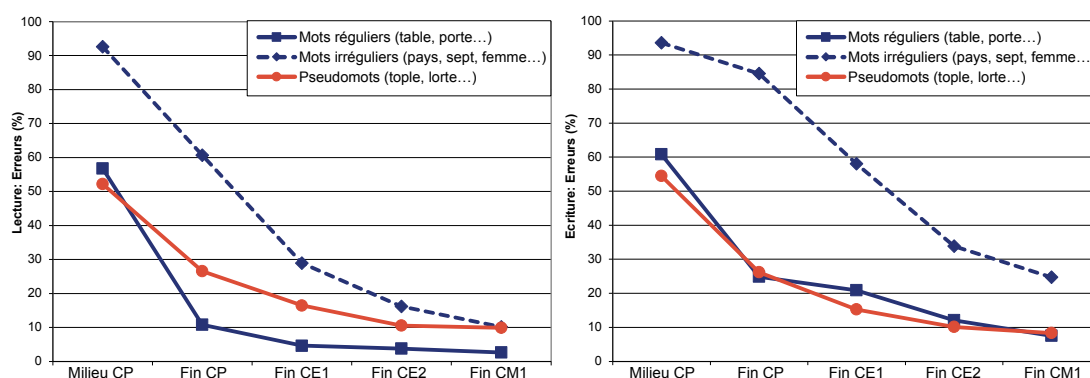 100
90
80
70
60
50
40
30
20
10
0
Lecture: Erreurs (%)
Mots réguliers (table, porte…)
Mots irréguliers (pays, sept, femme…)
Pseudomots (tople, lorte…)
Milieu CP Fin CP Fin CE1 Fin CE2 Fin CM1
100
90
80
70
60
50
40
30
20
10
0
Ecriture: Erreurs (%)
Mots réguliers (table, porte…)
Mots irréguliers (pays, sept, femme…)
Pseudomots (tople, lorte…)
Milieu CP Fin CP Fin CE1 Fin CE2 Fin CM1